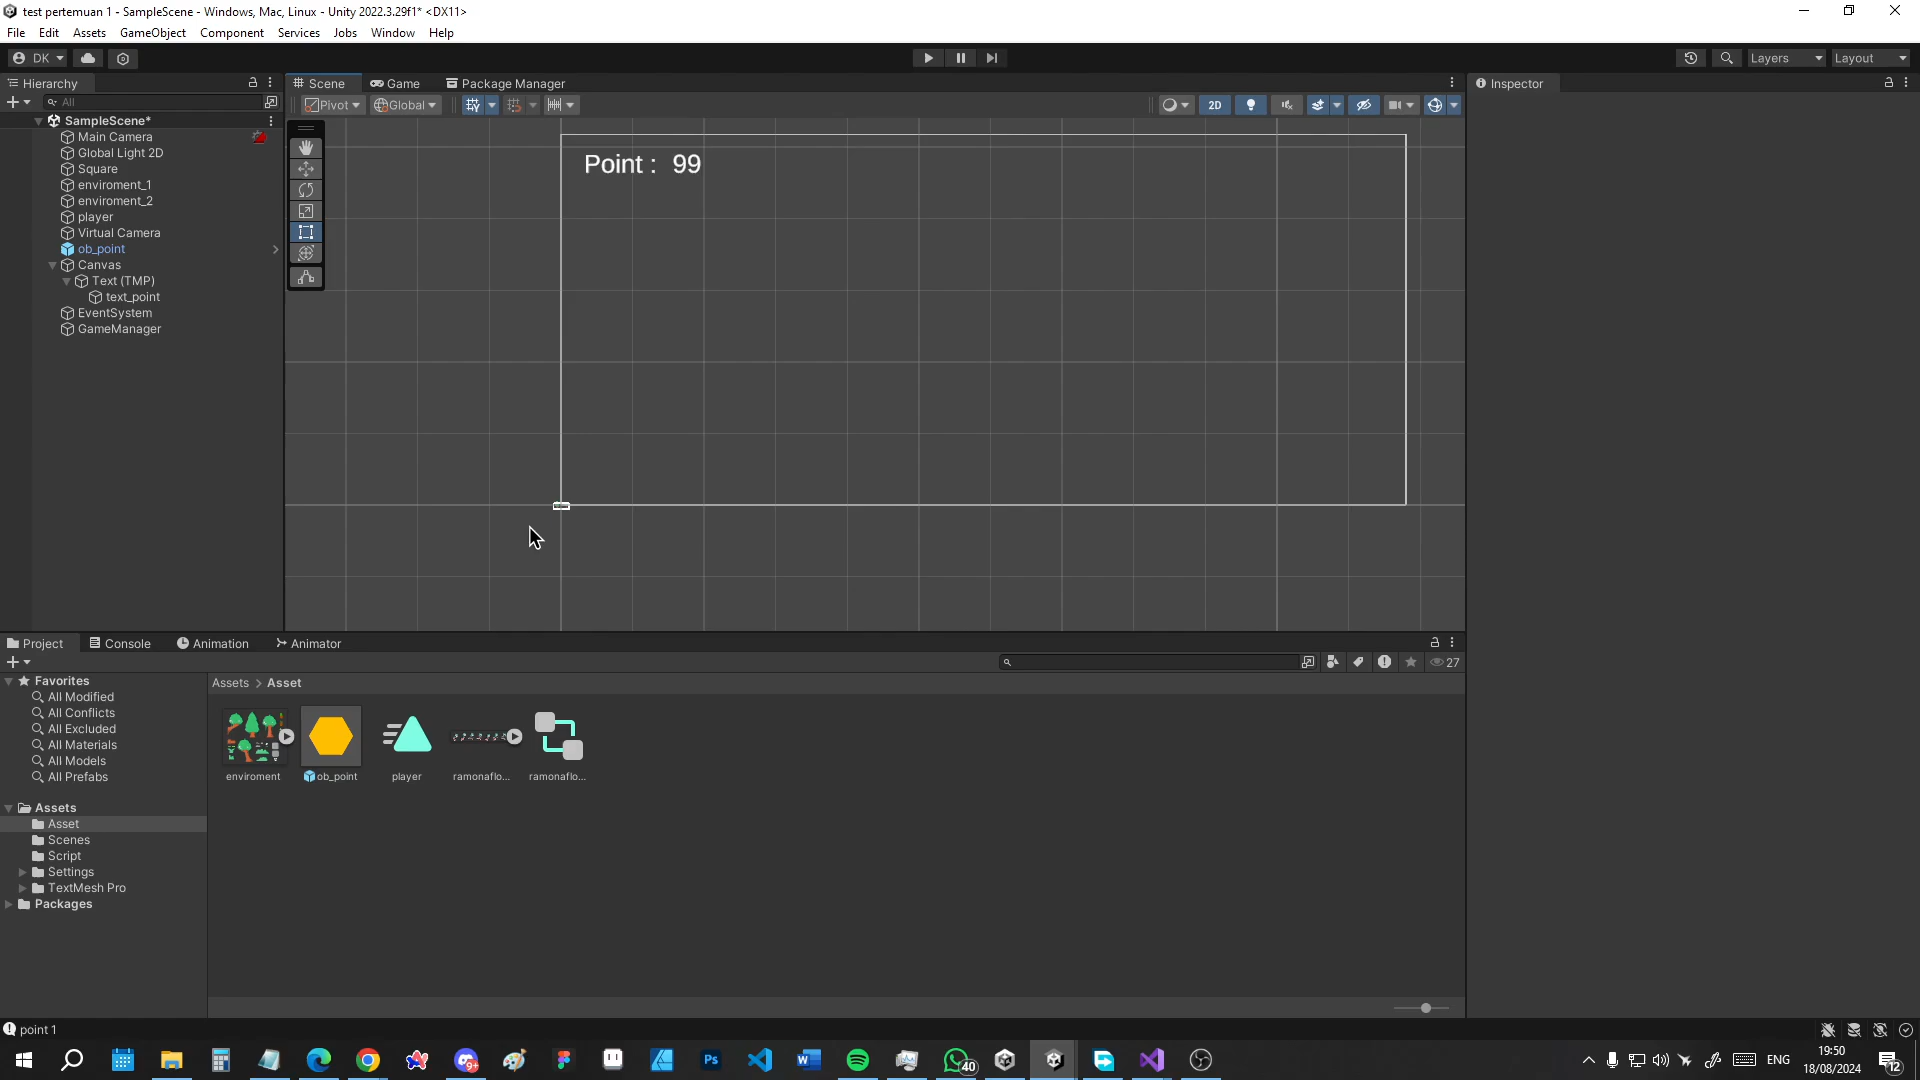 test pertemuan 1 - SampleScene - Windows, Mac, Linux - Unity 2022.3.29f1* <DX11>
File Edit Assets GameObject Component Services Jobs Window Help
DK Layers Layout
Hierarchy Scene Game Package Manager Inspector
All Pivot Global 2D
SampleScene*
Main Camera
Global Light 2D
Square
enviroment_1
enviroment_2
player
Virtual Camera
ob_point
Canvas
Text (TMP)
text_point
EventSystem
GameManager
Point : 99
Project Console Animation Animator
27
Favorites
All Modified
All Conflicts
All Excluded
All Materials
All Models
All Prefabs
Assets
Asset
Scenes
Script
Settings
TextMesh Pro
Packages
Assets > Asset
enviroment ob_point player ramonaflo... ramonaflo...
point 1
Ps 9+ 40 ENG 19:50
18/08/2024 12